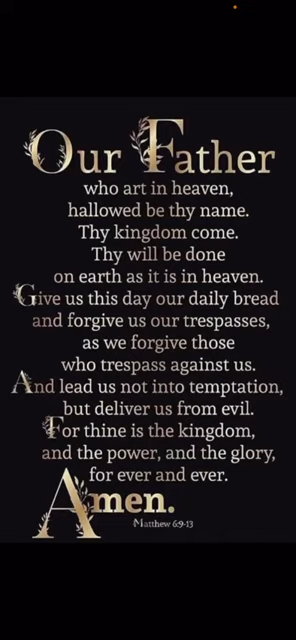 Our Father
who art in heaven,
hallowed be thy name.
Thy kingdom come.
Thy will be done
on earth as it is in heaven.
Give us this day our daily bread
and forgive us our trespasses,
as we forgive those
who trespass against us.
And lead us not into temptation,
but deliver us from evil.
For thine is the kingdom,
and the power, and the glory,
for ever and ever.
Amen.
Matthew 6:9-13